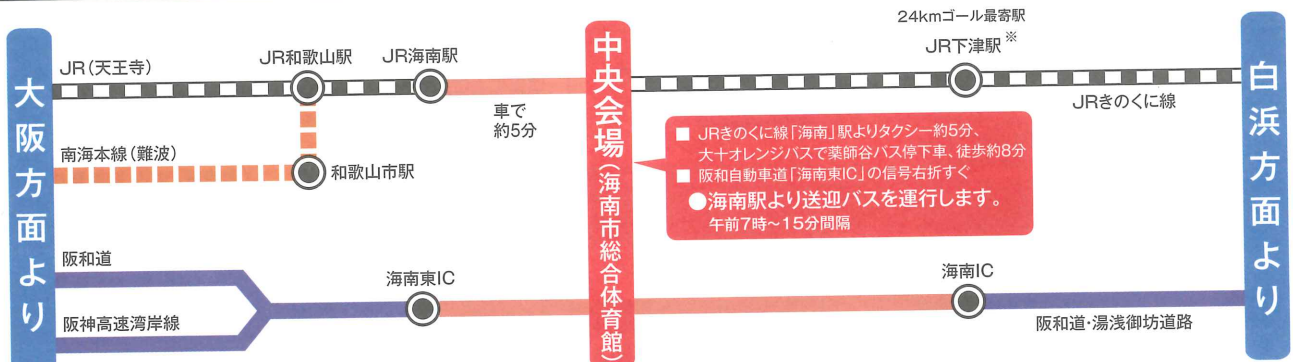 大阪方面より
JR(天王寺)
JR和歌山駅
JR海南駅
車で
約5分
南海本線(難波)
和歌山市駅
阪和道
阪神高速湾岸線
海南東IC
中央会場(海南市総合体育館)
24kmゴール最寄駅
JR下津駅※
JRきのくに線
■ JRきのくに線「海南」駅よりタクシー約5分、
大十オレンジバスで薬師谷バス停下車、徒歩約8分
■ 阪和自動車道「海南東IC」の信号右折すぐ
●海南駅より送迎バスを運行します。
午前7時～15分間隔
海南IC
阪和道・湯浅御坊道路
白浜方面より